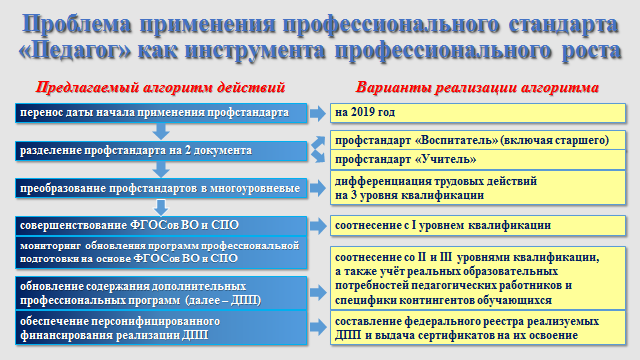 Проблема применения профессионального стандарта
«Педагог» как инструмента профессионального роста
Предлагаемый алгоритм действий
Варианты реализации алгоритма
перенос даты начала применения профстандарта
на 2019 год
разделение профстандарта на 2 документа
профстандарт «Воспитатель» (включая старшего)
профстандарт «Учитель»
преобразование профстандартов в многоуровневые
дифференциация трудовых действий
на 3 уровня квалификации
совершенствование ФГОСов ВО и СПО
соотнесение с I уровнем квалификации
мониторинг обновления программ профессиональной
подготовки на основе ФГОСов ВО и СПО
обновление содержания дополнительных
профессиональных программ (далее – ДПП)
соотнесение со II и III уровнями квалификации,
а также учёт реальных образовательных
потребностей педагогических работников и
специфики контингентов обучающихся
обеспечение персонифицированного
финансирования реализации ДПП
составление федерального реестра реализуемых
ДПП и выдача сертификатов на их освоение